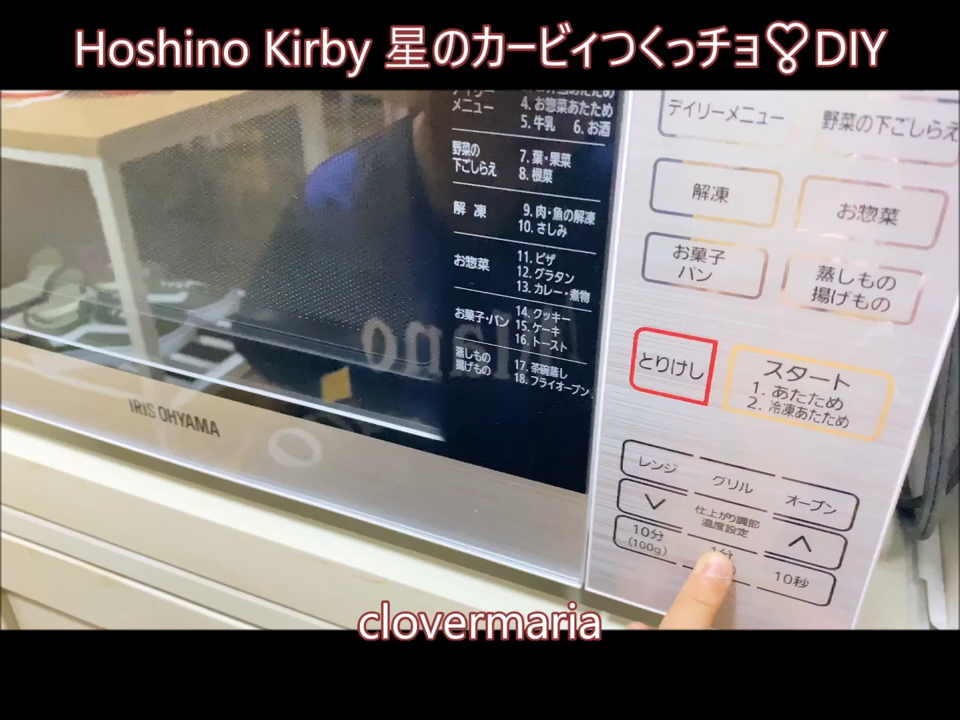 Hoshino Kirby 星のカービィつくっチョ♡DIY
デイリー
メニュー
4. お惣菜あたため
5. 牛乳 6. お酒
野菜の
下ごしらえ
7. 葉・果菜
8. 根菜
解 凍
9. 肉・魚の解凍
10. さしみ
お惣菜
11. ピザ
12. グラタン
13. カレー・煮物
お菓子・パン
14. クッキー
15. ケーキ
16. トースト
蒸しもの
揚げもの
17. 茶碗蒸し
18. フライオーブン
IRIS OHYAMA
デイリーメニュー
野菜の下ごしらえ
解凍
お惣菜
お菓子
パン
蒸しもの
揚げもの
とりけし
スタート
1. あたため
2. 冷凍あたため
レンジ
グリル
オーブン
仕上がり調節
温度設定
10分
(100g)
1分
10秒
clovermaria